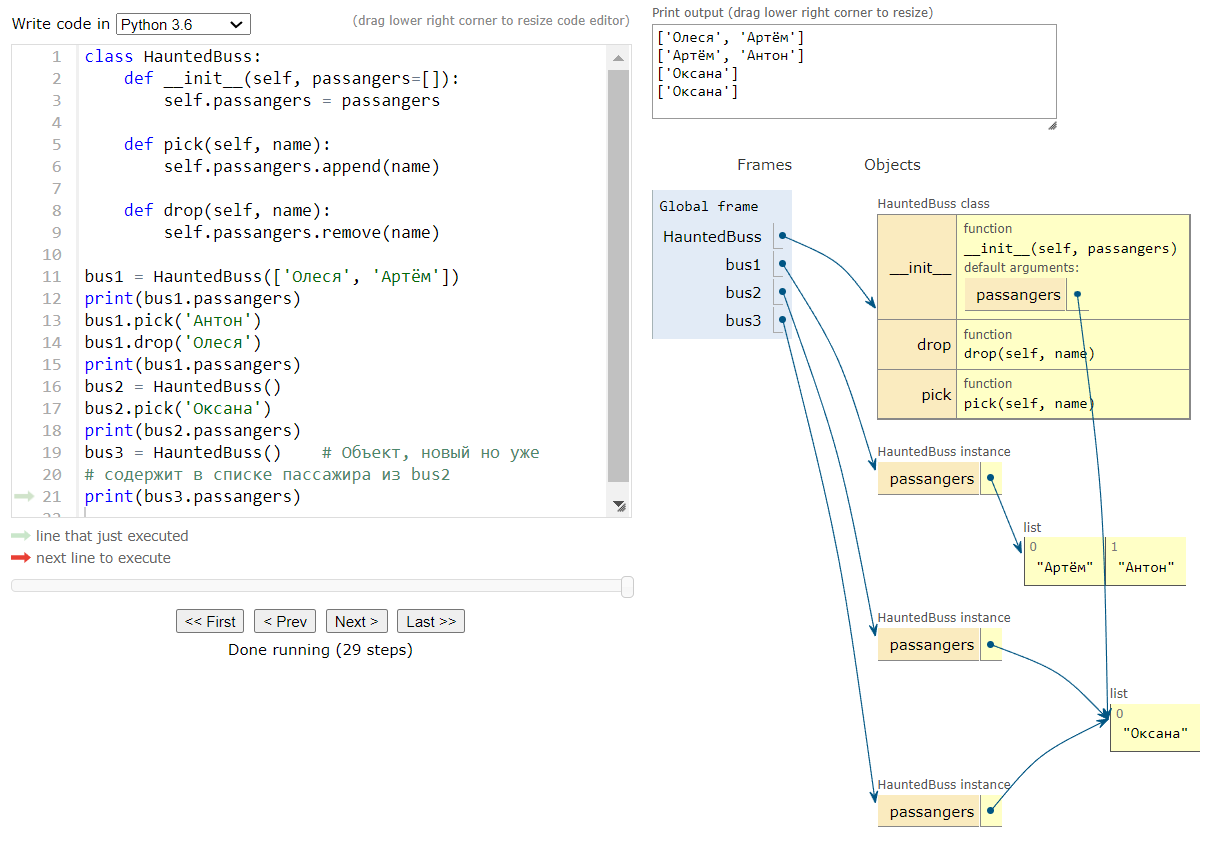 Write code in Python 3.6
(drag lower right corner to resize code editor)
1 class HauntedBuss:
2     def __init__(self, passangers=[]):
3         self.passangers = passangers
4
5     def pick(self, name):
6         self.passangers.append(name)
7
8     def drop(self, name):
9         self.passangers.remove(name)
10
11 bus1 = HauntedBuss(['Олеся', 'Артём'])
12 print(bus1.passangers)
13 bus1.pick('Антон')
14 bus1.drop('Олеся')
15 print(bus1.passangers)
16 bus2 = HauntedBuss()
17 bus2.pick('Оксана')
18 print(bus2.passangers)
19 bus3 = HauntedBuss()    # Объект, новый но уже
20 # содержит в списке пассажира из bus2
21 print(bus3.passangers)
22
line that just executed
next line to execute
<< First < Prev Next > Last >>
Done running (29 steps)
Print output (drag lower right corner to resize)
['Олеся', 'Артём']
['Артём', 'Антон']
['Оксана']
['Оксана']
Frames
Objects
Global frame
HauntedBuss
bus1
bus2
bus3
HauntedBuss class
__init__
function
__init__(self, passangers)
default arguments:
passangers
drop
function
drop(self, name)
pick
function
pick(self, name)
HauntedBuss instance
passangers
list
0 1
"Артём" "Антон"
HauntedBuss instance
passangers
list
0
"Оксана"
HauntedBuss instance
passangers